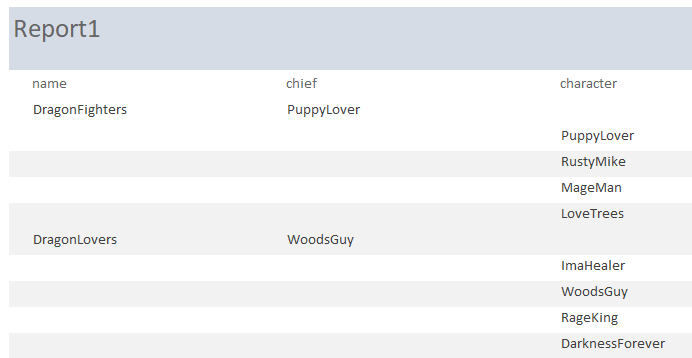 Report1
name chief character
DragonFighters PuppyLover
PuppyLover
RustyMike
MageMan
LoveTrees
DragonLovers WoodsGuy
ImaHealer
WoodsGuy
RageKing
DarknessForever